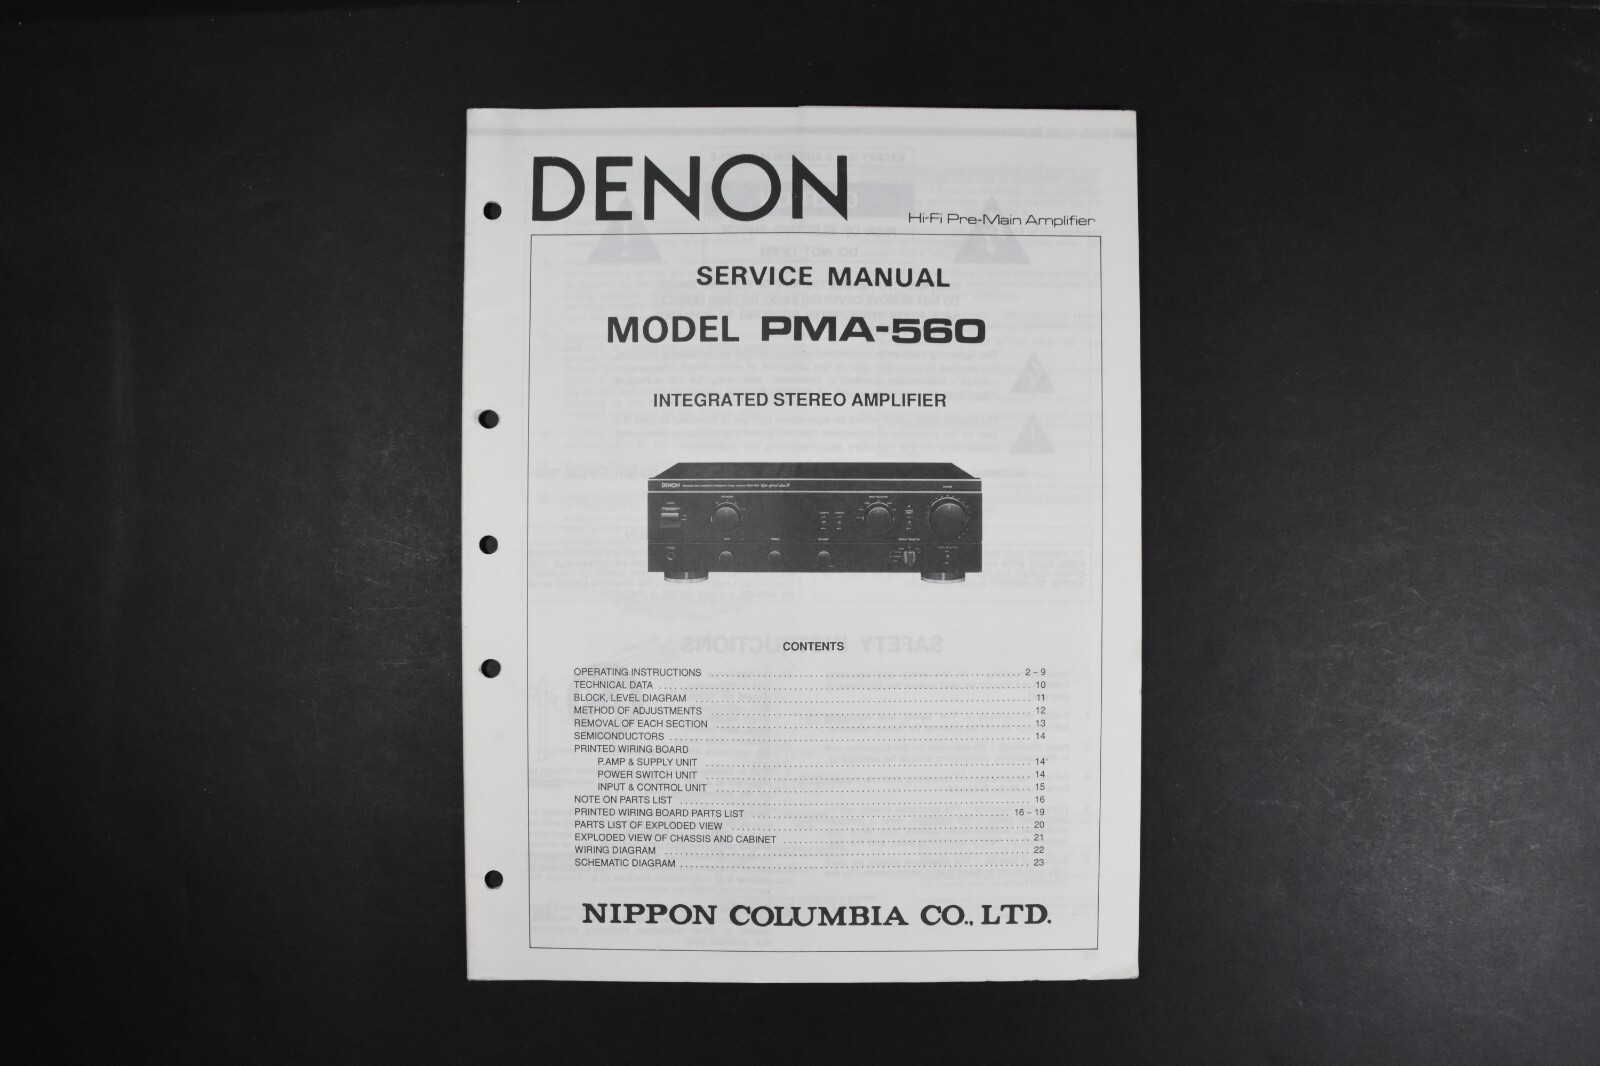 DENON
Hi-Fi Pre-Main Amplifier
SERVICE MANUAL
MODEL PMA-560
INTEGRATED STEREO AMPLIFIER
DENON
CONTENTS
OPERATING INSTRUCTIONS ........ 2 – 9
TECHNICAL DATA ........ 10
BLOCK, LEVEL DIAGRAM ........ 11
METHOD OF ADJUSTMENTS ........ 12
REMOVAL OF EACH SECTION ........ 13
SEMICONDUCTORS ........ 14
PRINTED WIRING BOARD
P.AMP & SUPPLY UNIT ........ 14
POWER SWITCH UNIT ........ 14
INPUT & CONTROL UNIT ........ 15
NOTE ON PARTS LIST ........ 16
PRINTED WIRING BOARD PARTS LIST ........ 16 – 19
PARTS LIST OF EXPLODED VIEW ........ 20
EXPLODED VIEW OF CHASSIS AND CABINET ........ 21
WIRING DIAGRAM ........ 22
SCHEMATIC DIAGRAM ........ 23
NIPPON COLUMBIA CO., LTD.